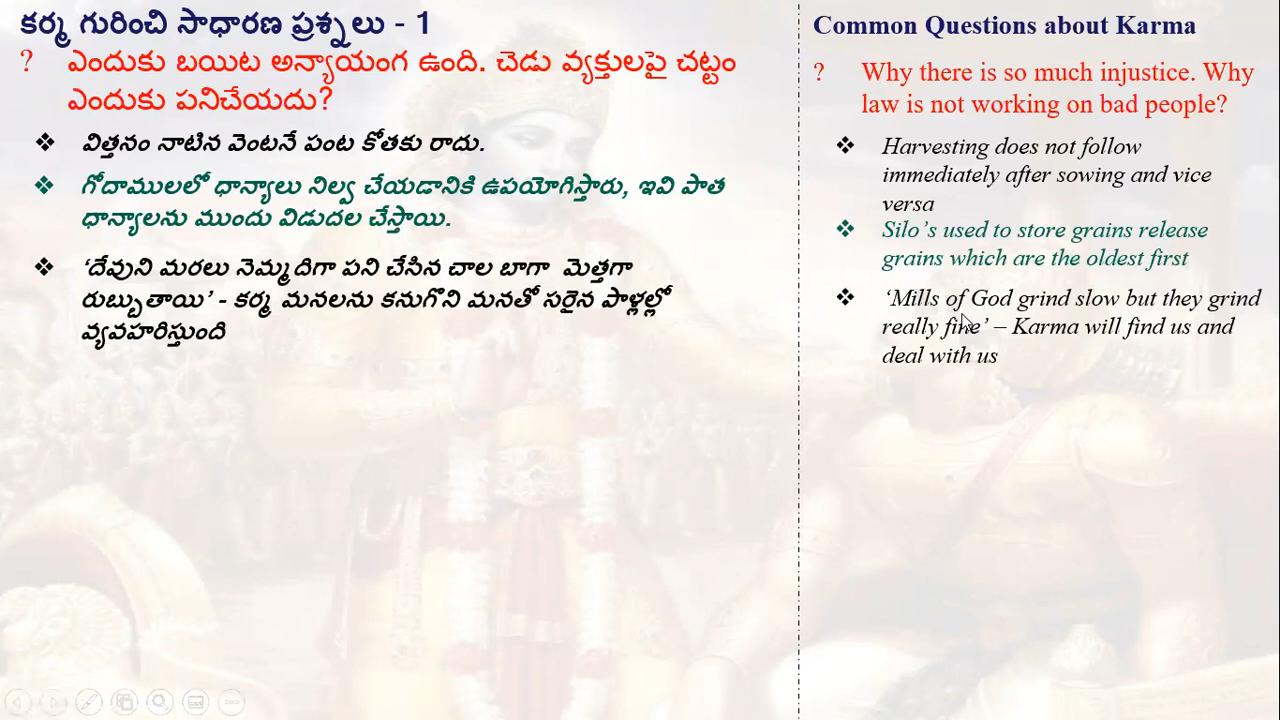 కర్మ గురించి సాధారణ ప్రశ్నలు - 1
? ఎందుకు బయిట అన్యాయంగ ఉంది. చెడు వ్యక్తులపై చట్టం
ఎందుకు పనిచేయదు?
❖ విత్తనం నాటిన వెంటనే పంట కోతకు రాదు.
❖ గోదాములలో ధాన్యాలు నిల్వ చేయడానికి ఉపయోగిస్తారు, ఇవి పాత
ధాన్యాలను ముందు విడుదల చేస్తాయి.
❖ ‘దేవుని మరలు నెమ్మదిగా పని చేసిన చాల బాగా మెత్తగా
రుబ్బుతాయి’ - కర్మ మనలను కనుగొని మనతో సరైన పాళ్లల్లో
వ్యవహరిస్తుంది
Common Questions about Karma
? Why there is so much injustice. Why
law is not working on bad people?
❖ Harvesting does not follow
immediately after sowing and vice
versa
❖ Silo’s used to store grains release
grains which are the oldest first
❖ ‘Mills of God grind slow but they grind
really fine’ – Karma will find us and
deal with us